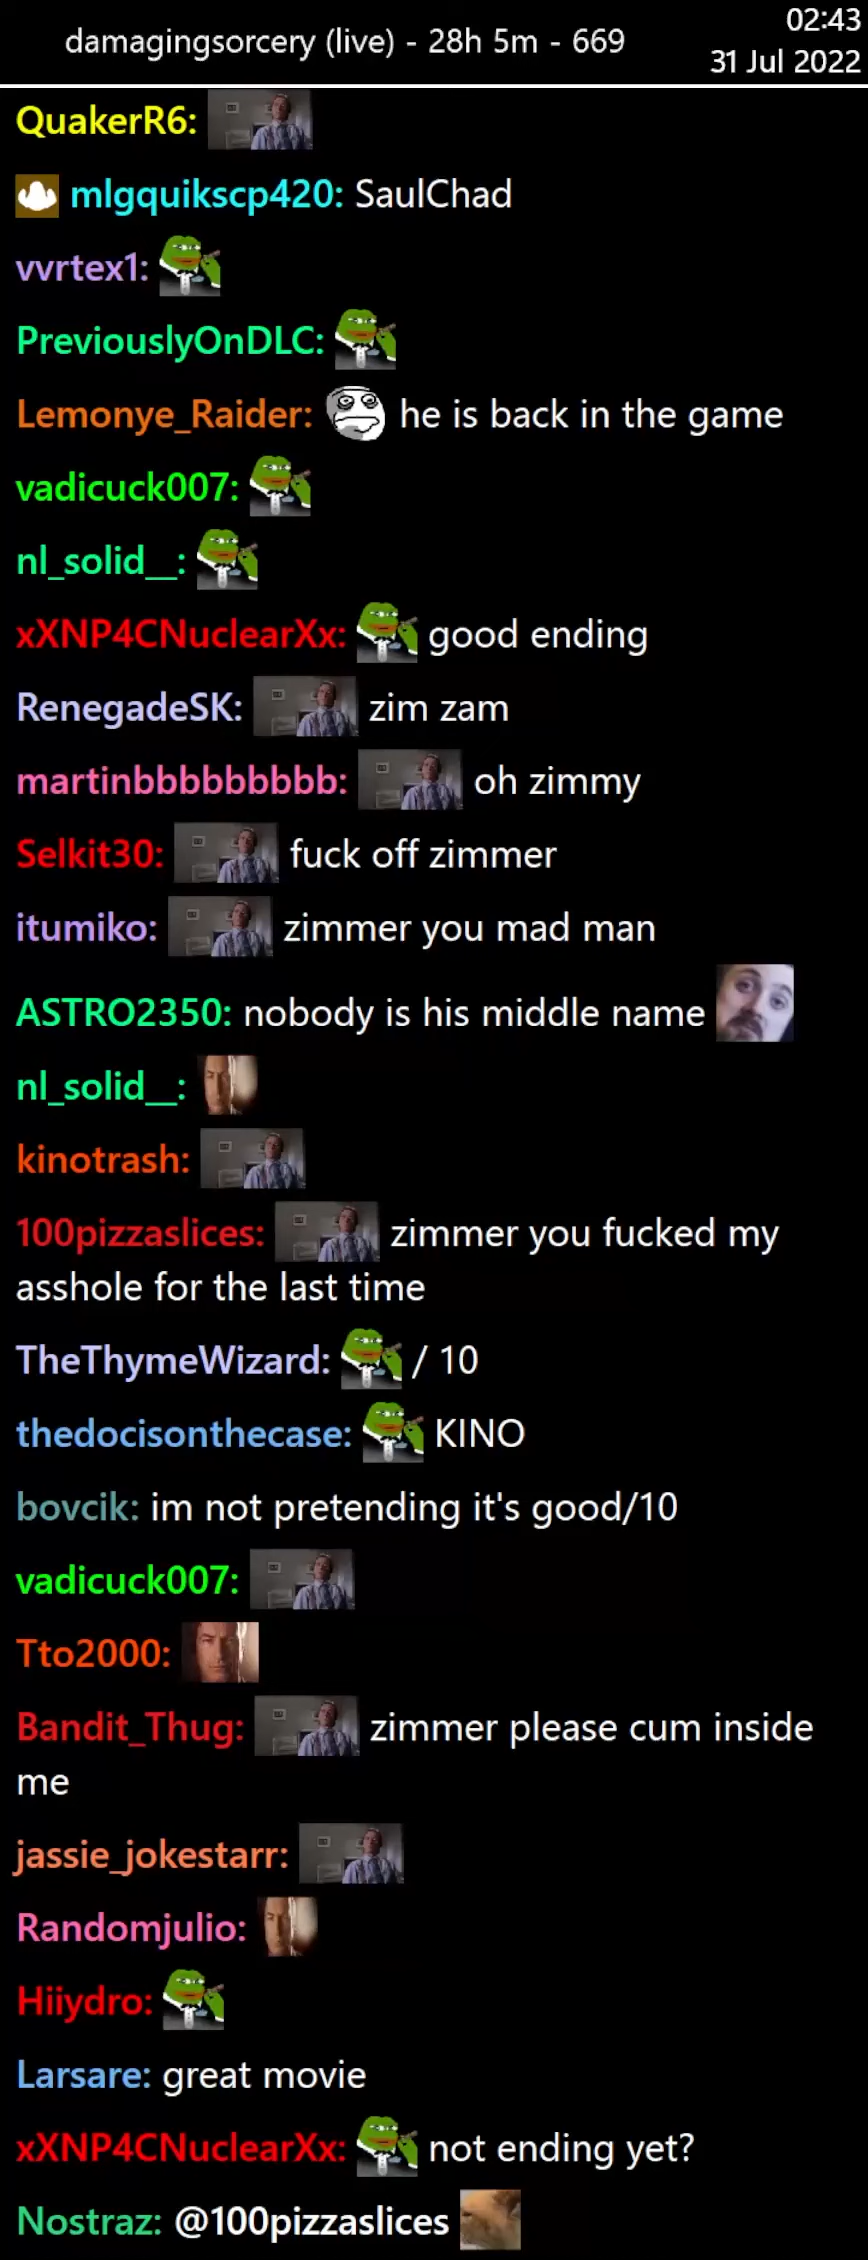 damagingsorcery (live) - 28h 5m - 669
02:43
31 Jul 2022
QuakerR6:
mlgquikscp420: SaulChad
vvrtex1:
PreviouslyOnDLC:
Lemonye_Raider: he is back in the game
vadicuck007:
nl_solid__:
xXNP4CNuclearXx: good ending
RenegadeSK: zim zam
martinbbbbbbbbbb: oh zimmy
Selkit30: fuck off zimmer
itumiko: zimmer you mad man
ASTRO2350: nobody is his middle name
nl_solid__:
kinotrash:
100pizzaslices: zimmer you fucked my
asshole for the last time
TheThymeWizard: / 10
thedocisonthecase: KINO
bovcik: im not pretending it's good/10
vadicuck007:
Tto2000:
Bandit_Thug: zimmer please cum inside
me
jassie_jokestarr:
Randomjulio:
Hiiydro:
Larsare: great movie
xXNP4CNuclearXx: not ending yet?
Nostraz: @100pizzaslices